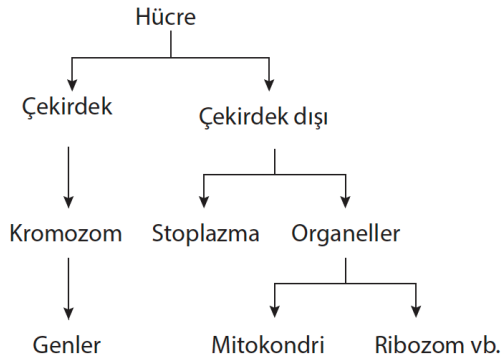 Hücre
Çekirdek
Çekirdek dışı
Kromozom
Stoplazma
Organeller
Genler
Mitokondri
Ribozom vb.